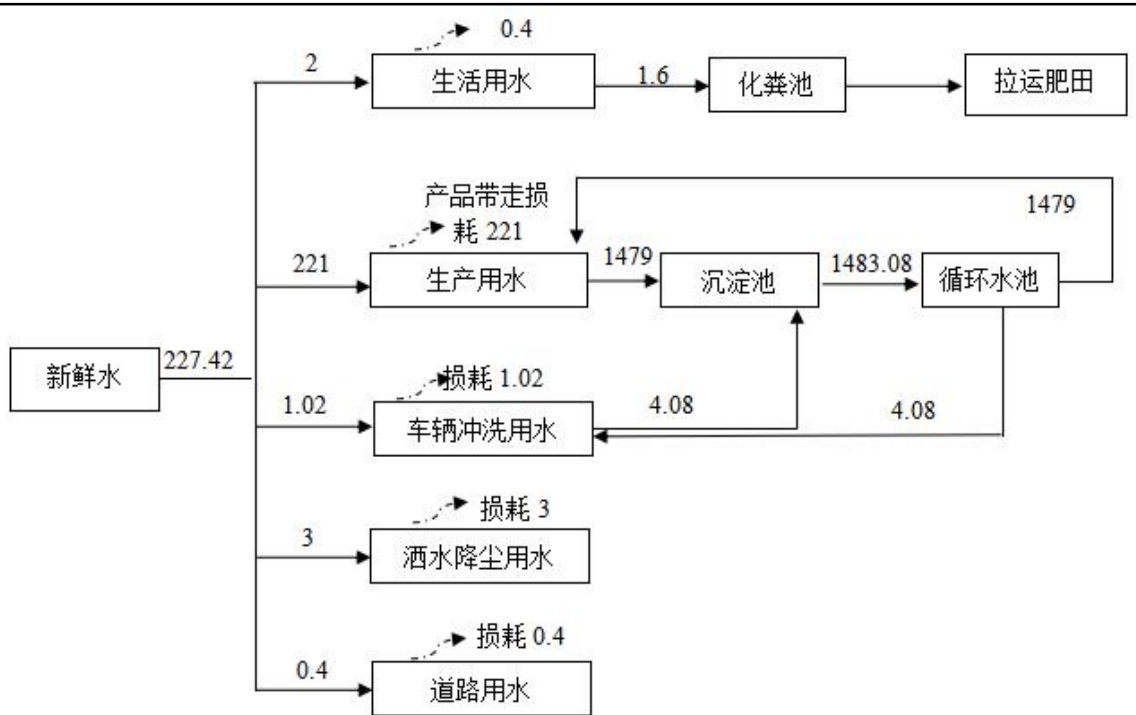 0.4
2
生活用水
1.6
化粪池
拉运肥田
产品带走损
耗 221
1479
221
生产用水
1479
沉淀池
1483.08
循环水池
新鲜水
227.42
损耗 1.02
1.02
车辆冲洗用水
4.08
4.08
损耗 3
3
洒水降尘用水
损耗 0.4
0.4
道路用水